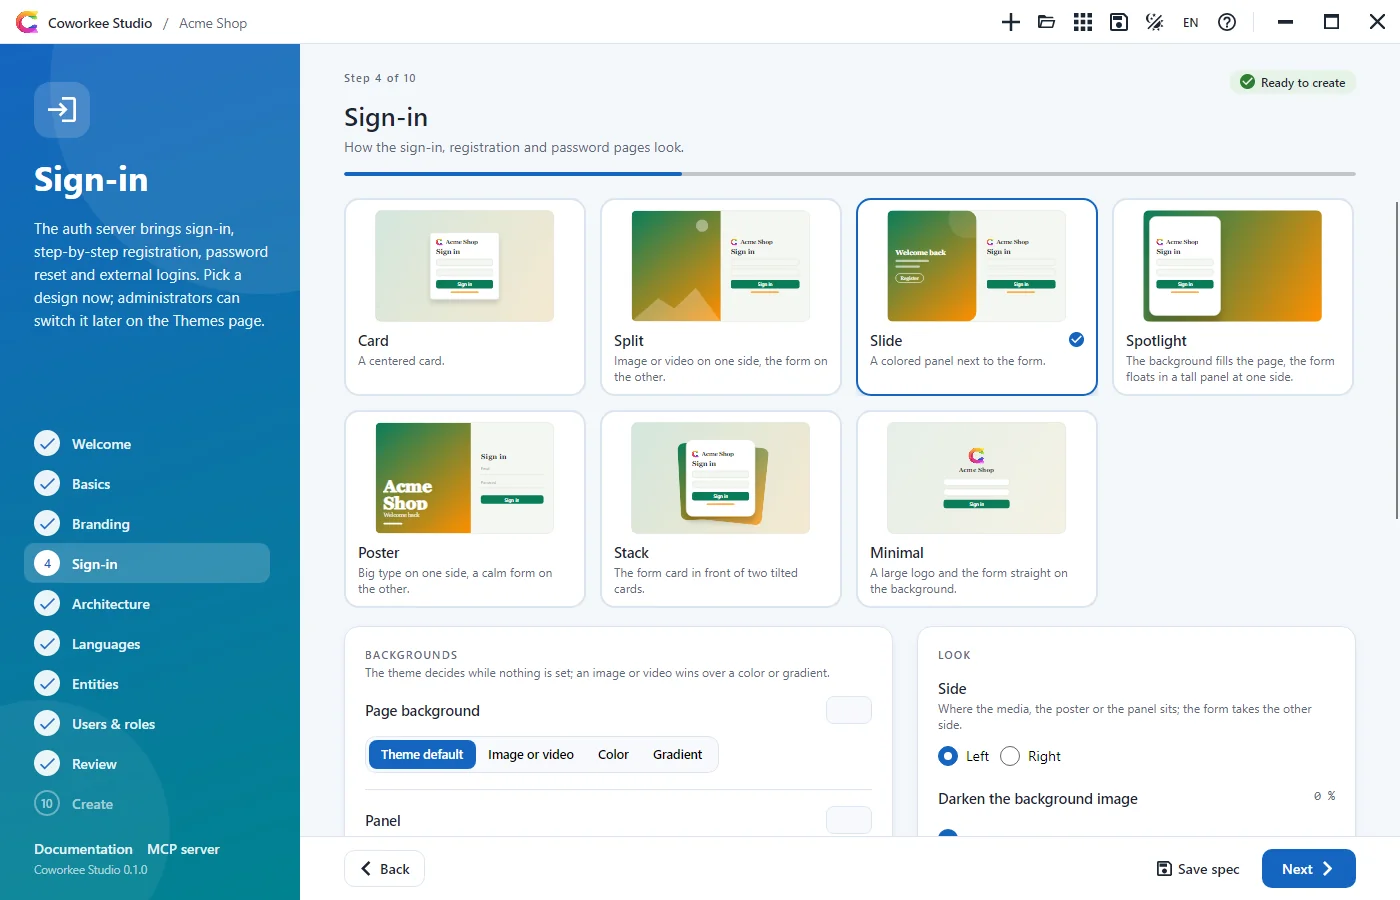 Coworkee Studio / Acme Shop
EN
Sign-in
The auth server brings sign-in,
step-by-step registration, password
reset and external logins. Pick a
design now; administrators can
switch it later on the Themes page.
Welcome
Basics
Branding
4 Sign-in
Architecture
Languages
Entities
Users & roles
Review
10 Create
Documentation MCP server
Coworkee Studio 0.1.0
Step 4 of 10
Ready to create
Sign-in
How the sign-in, registration and password pages look.
Acme Shop
Sign in
Sign in
Card
A centered card.
Acme Shop
Sign in
Sign in
Split
Image or video on one side, the form on
the other.
Welcome back
Register
Acme Shop
Sign in
Sign in
Slide
A colored panel next to the form.
Acme Shop
Sign in
Sign in
Spotlight
The background fills the page, the form
floats in a tall panel at one side.
Acme
Shop
Welcome back
Sign in
Email
Password
Sign in
Poster
Big type on one side, a calm form on
the other.
Acme Shop
Sign in
Sign in
Stack
The form card in front of two tilted
cards.
Acme Shop
Sign in
Minimal
A large logo and the form straight on
the background.
BACKGROUNDS
The theme decides while nothing is set; an image or video wins over a color or gradient.
Page background
Theme default Image or video Color Gradient
Panel
LOOK
Side
Where the media, the poster or the panel sits; the form takes the other
side.
Left Right
Darken the background image 0 %
Back
Save spec
Next